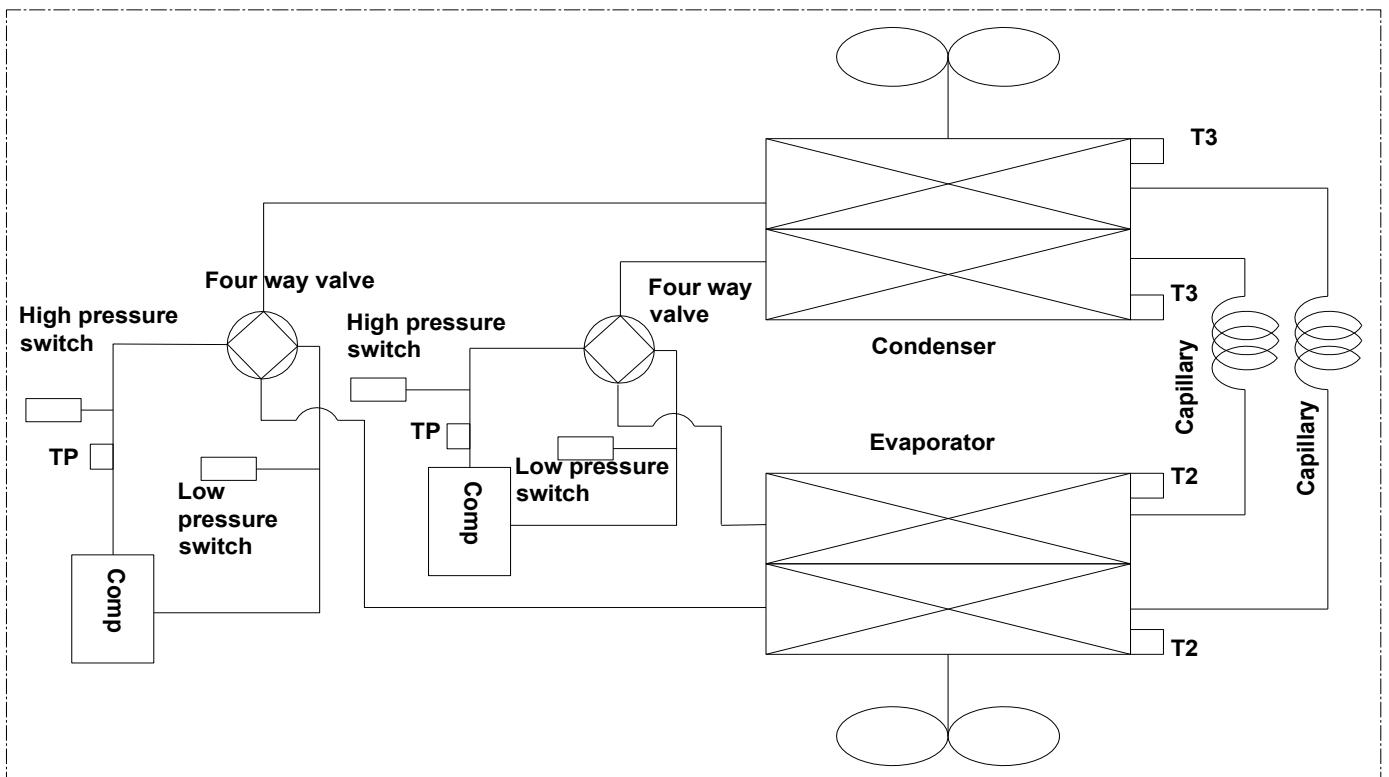 T3
Four way valve
Four way
valve
High pressure
switch
High pressure
switch
T3
Condenser
Capillary
Capillary
TP
TP
Evaporator
Low pressure
switch
Low
pressure
switch
Comp
Comp
T2
T2